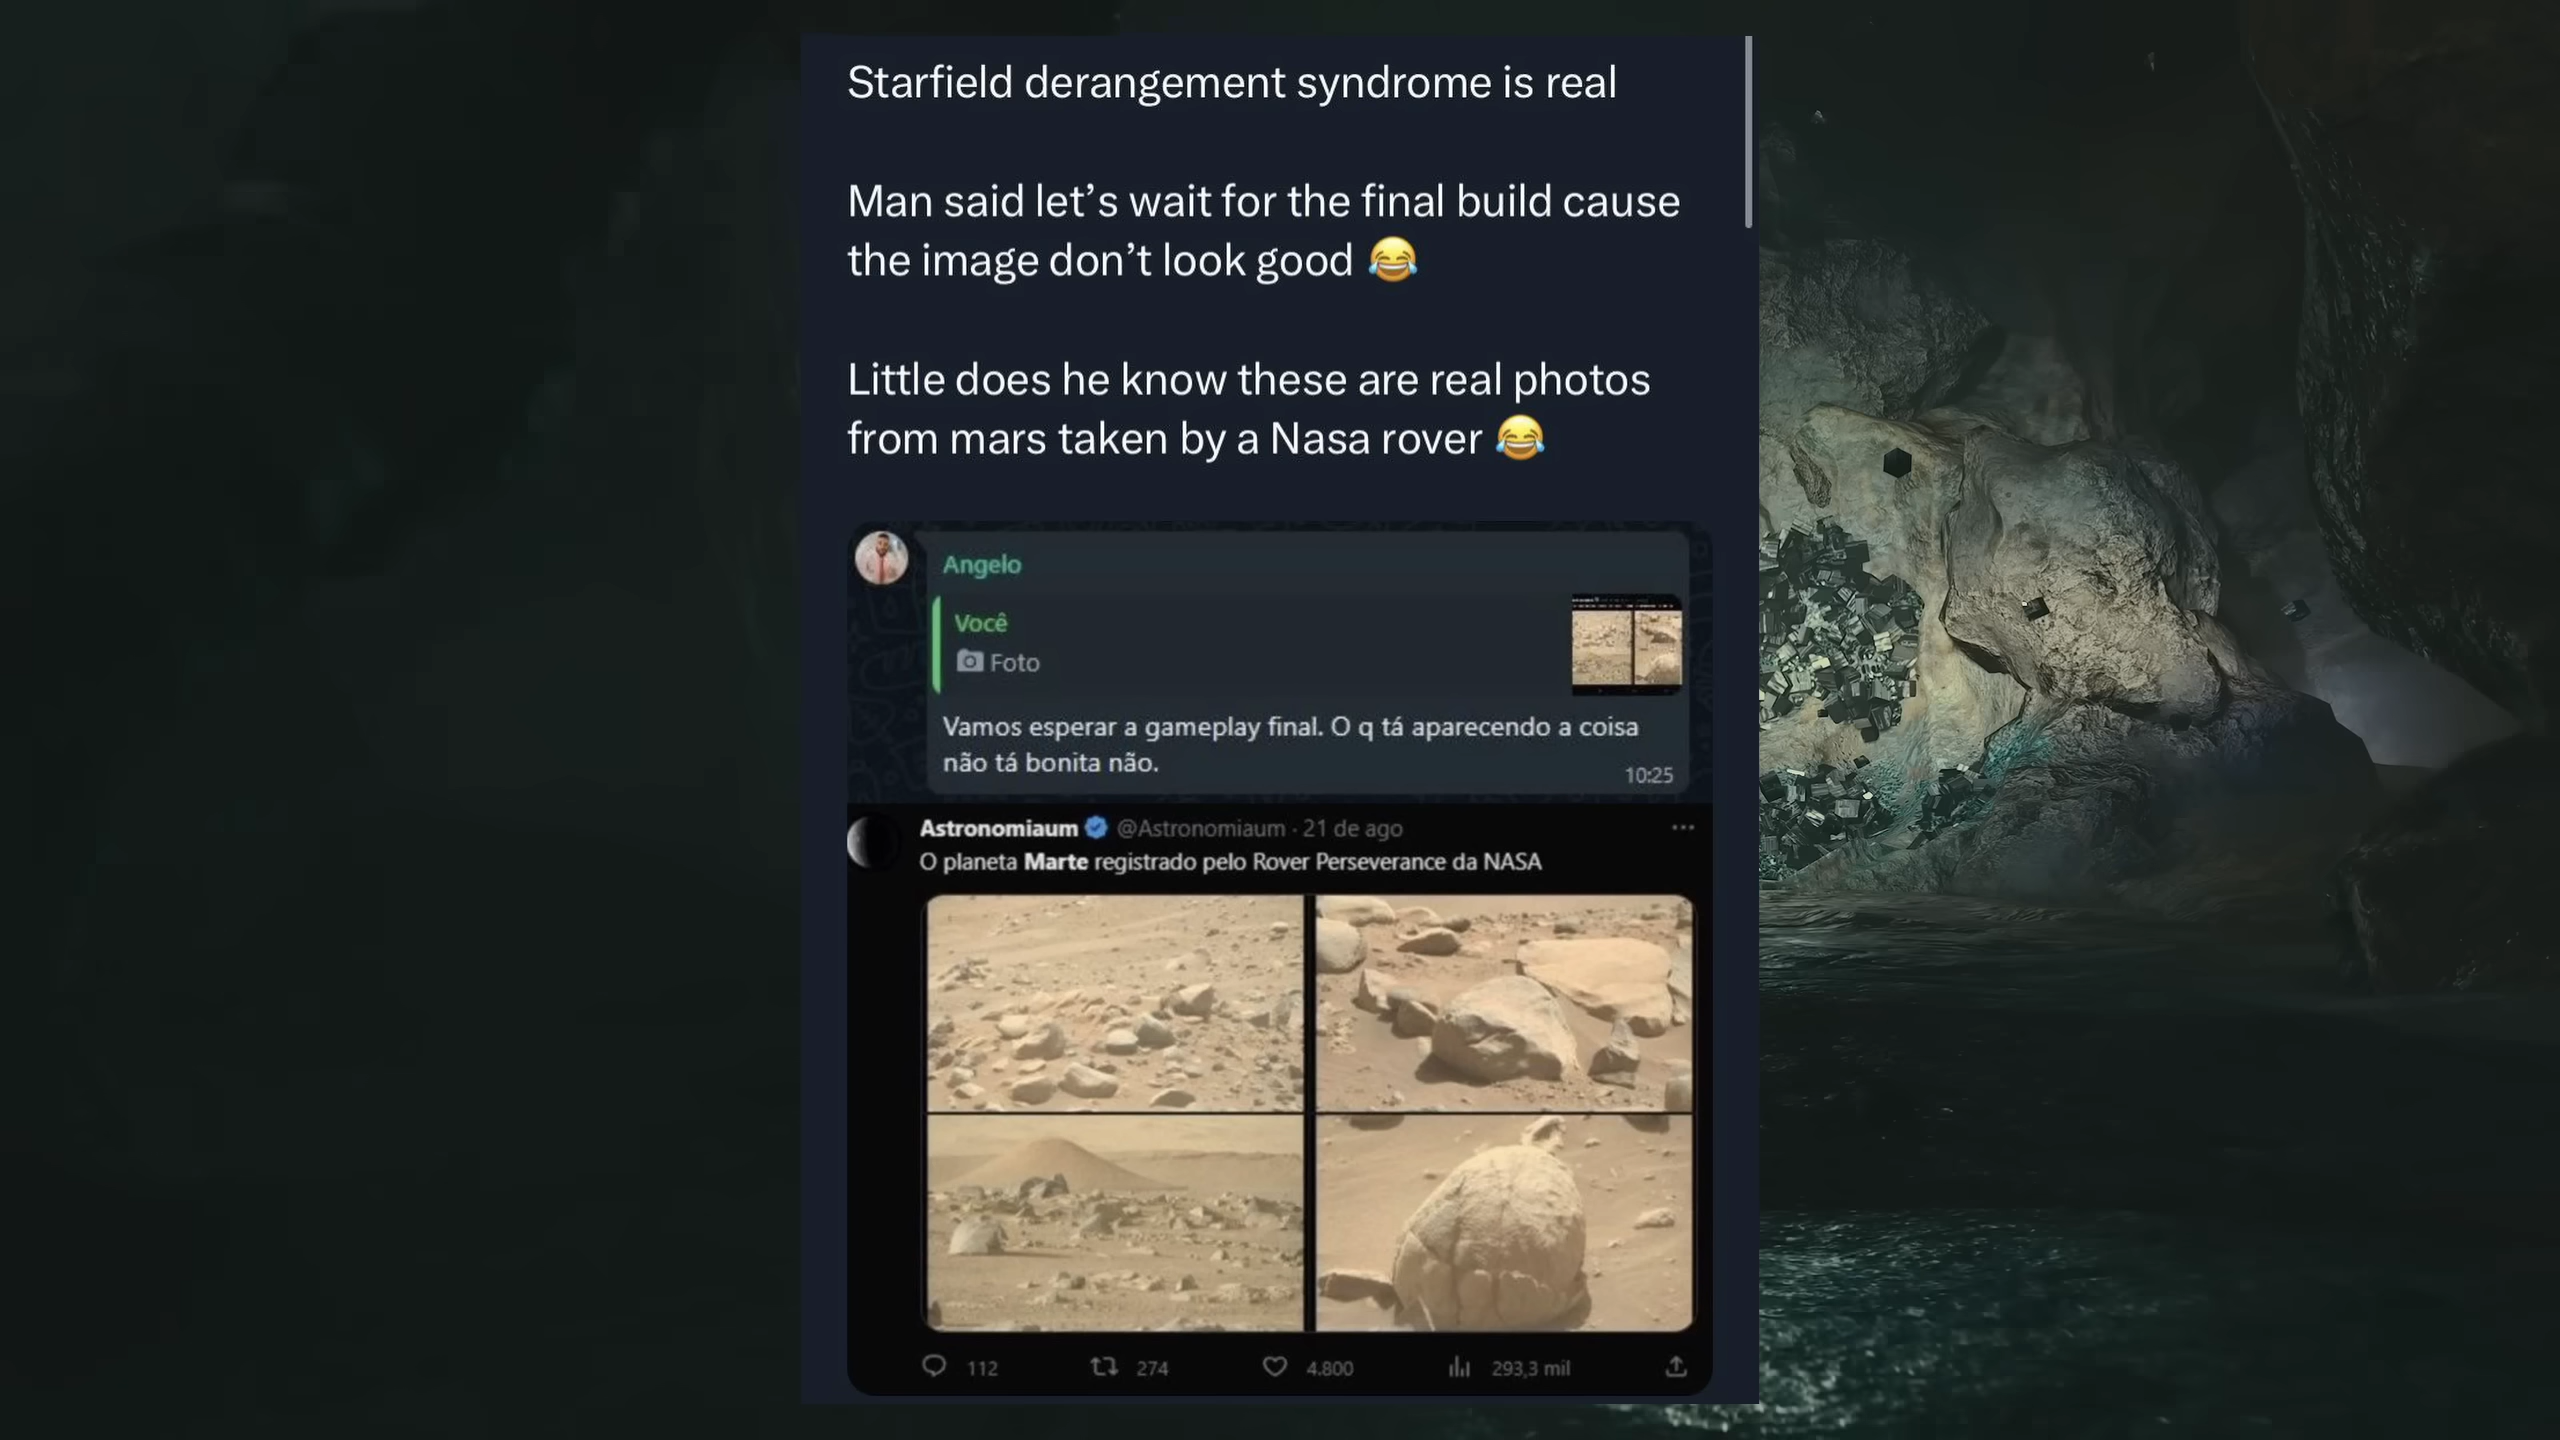 Starfield derangement syndrome is real
Man said let’s wait for the final build cause
the image don’t look good 😂
Little does he know these are real photos
from mars taken by a Nasa rover 😂
Angelo
Você
Foto
Vamos esperar a gameplay final. O q tá aparecendo a coisa
não tá bonita não.
10:25
Astronomiaum @Astronomiaum · 21 de ago
O planeta Marte registrado pelo Rover Perseverance da NASA
112 274 4.800 293,3 mil